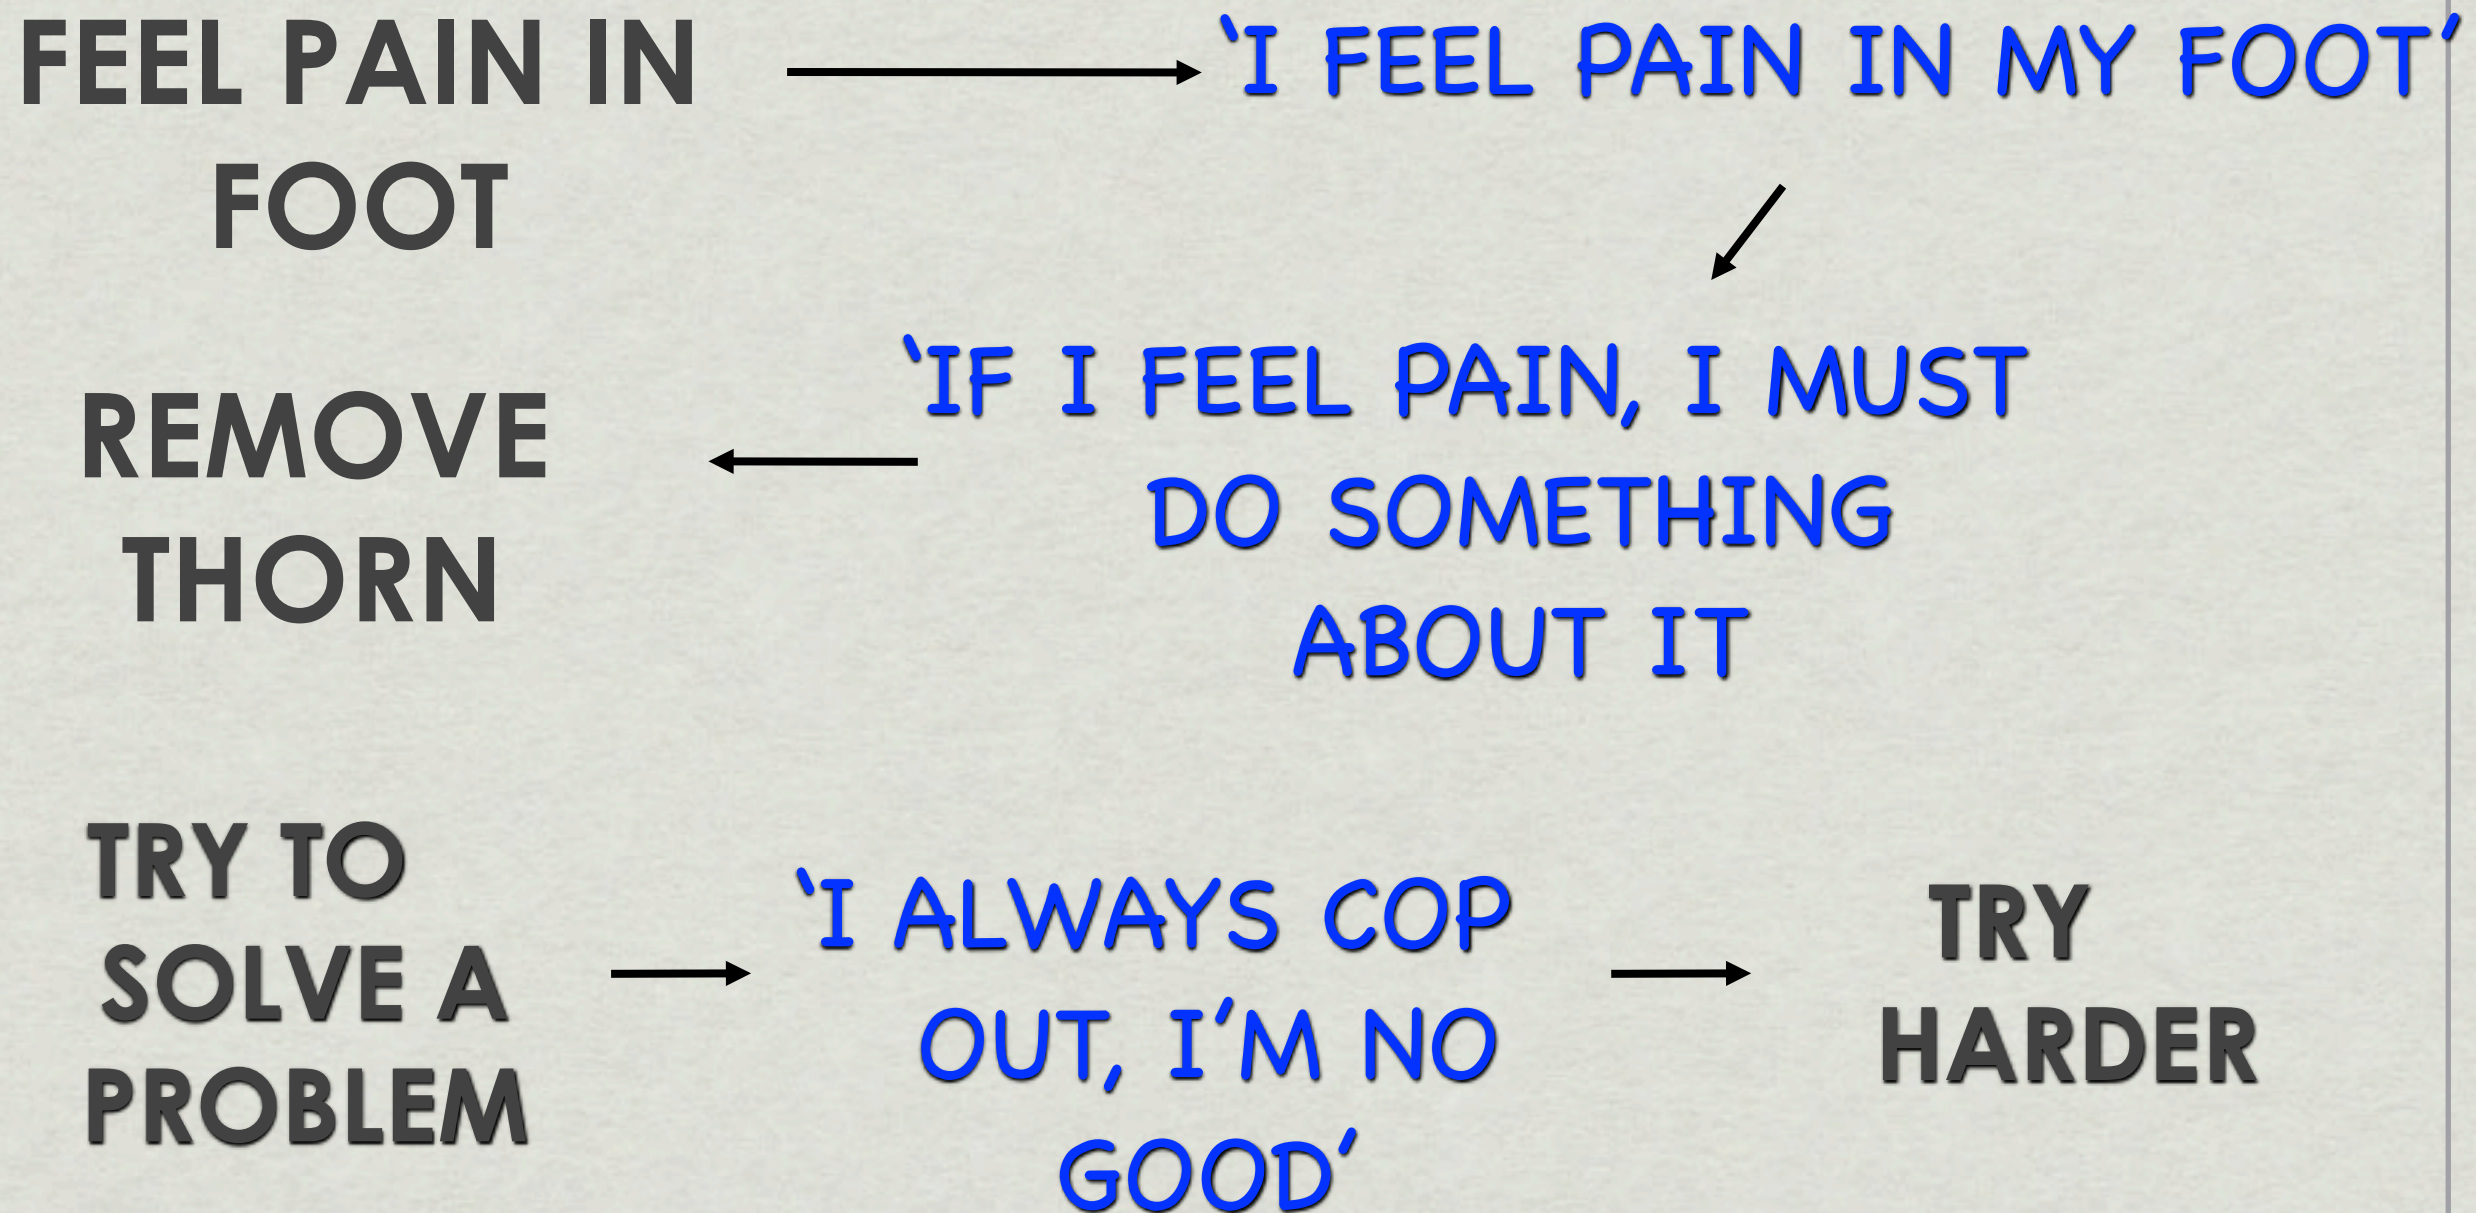 FEEL PAIN IN
FOOT
‘I FEEL PAIN IN MY FOOT’
‘IF I FEEL PAIN, I MUST
DO SOMETHING
ABOUT IT
REMOVE
THORN
TRY TO
SOLVE A
PROBLEM
‘I ALWAYS COP
OUT, I’M NO
GOOD’
TRY
HARDER